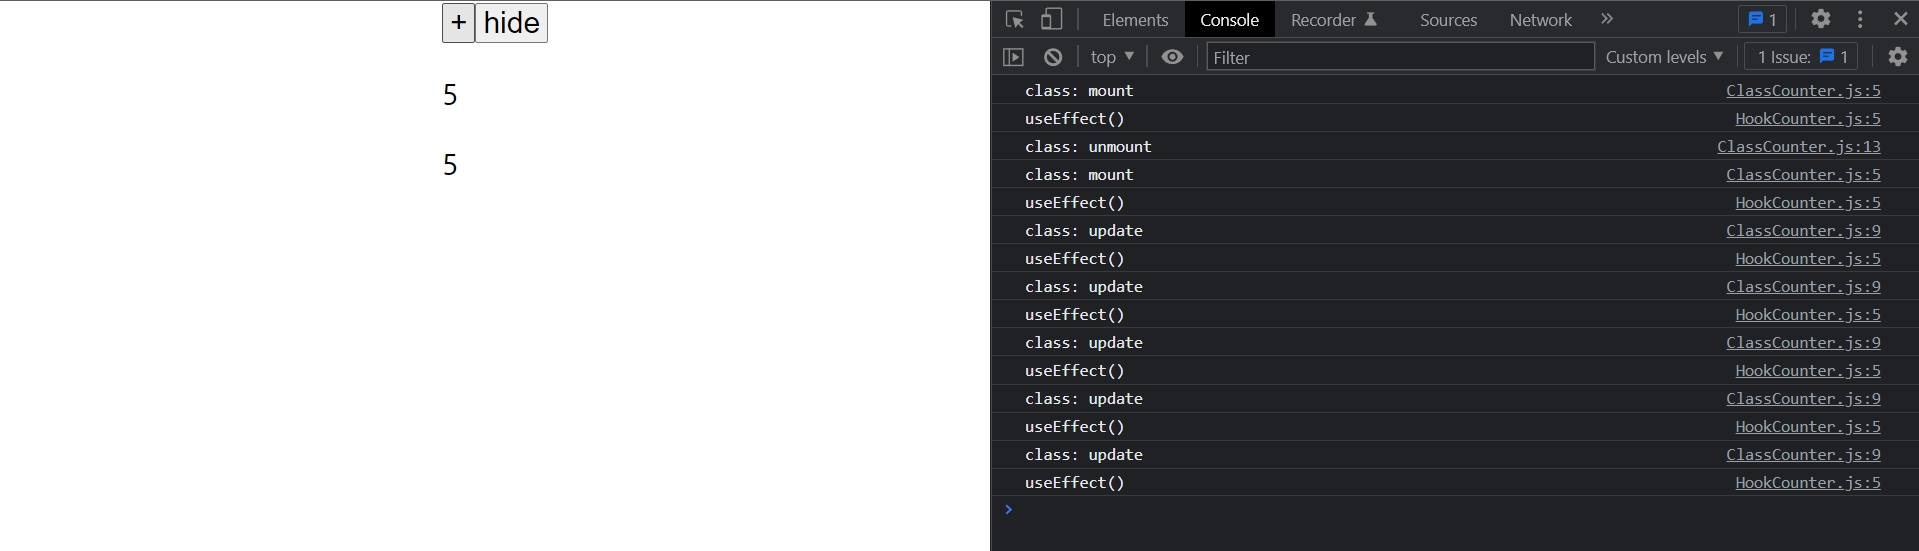 + hide
5
5
Elements Console Recorder Sources Network » 1
top ▼ Filter Custom levels ▼ 1 Issue: 1
class: mount ClassCounter.js:5
useEffect() HookCounter.js:5
class: unmount ClassCounter.js:13
class: mount ClassCounter.js:5
useEffect() HookCounter.js:5
class: update ClassCounter.js:9
useEffect() HookCounter.js:5
class: update ClassCounter.js:9
useEffect() HookCounter.js:5
class: update ClassCounter.js:9
useEffect() HookCounter.js:5
class: update ClassCounter.js:9
useEffect() HookCounter.js:5
class: update ClassCounter.js:9
useEffect() HookCounter.js:5